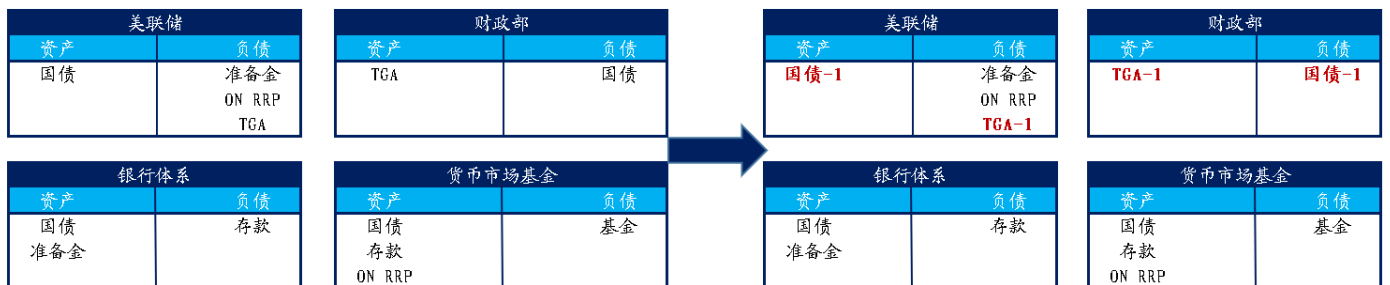 美联储
资产 负债
国债 准备金
ON RRP
TGA
财政部
资产 负债
TGA 国债
美联储
资产 负债
国债-1 准备金
ON RRP
TGA-1
财政部
资产 负债
TGA-1 国债-1
银行体系
资产 负债
国债 存款
准备金
货币市场基金
资产 负债
国债 基金
存款
ON RRP
银行体系
资产 负债
国债 存款
准备金
货币市场基金
资产 负债
国债 基金
存款
ON RRP